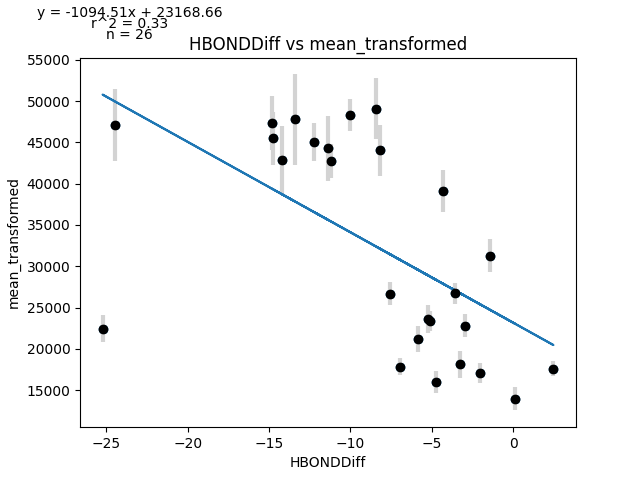 y = -1094.51x + 23168.66
r^2 = 0.33
n = 26
HBONDDiff vs mean_transformed
55000
50000
45000
40000
35000
30000
25000
20000
15000
mean_transformed
−25 −20 −15 −10 −5 0
HBONDDiff